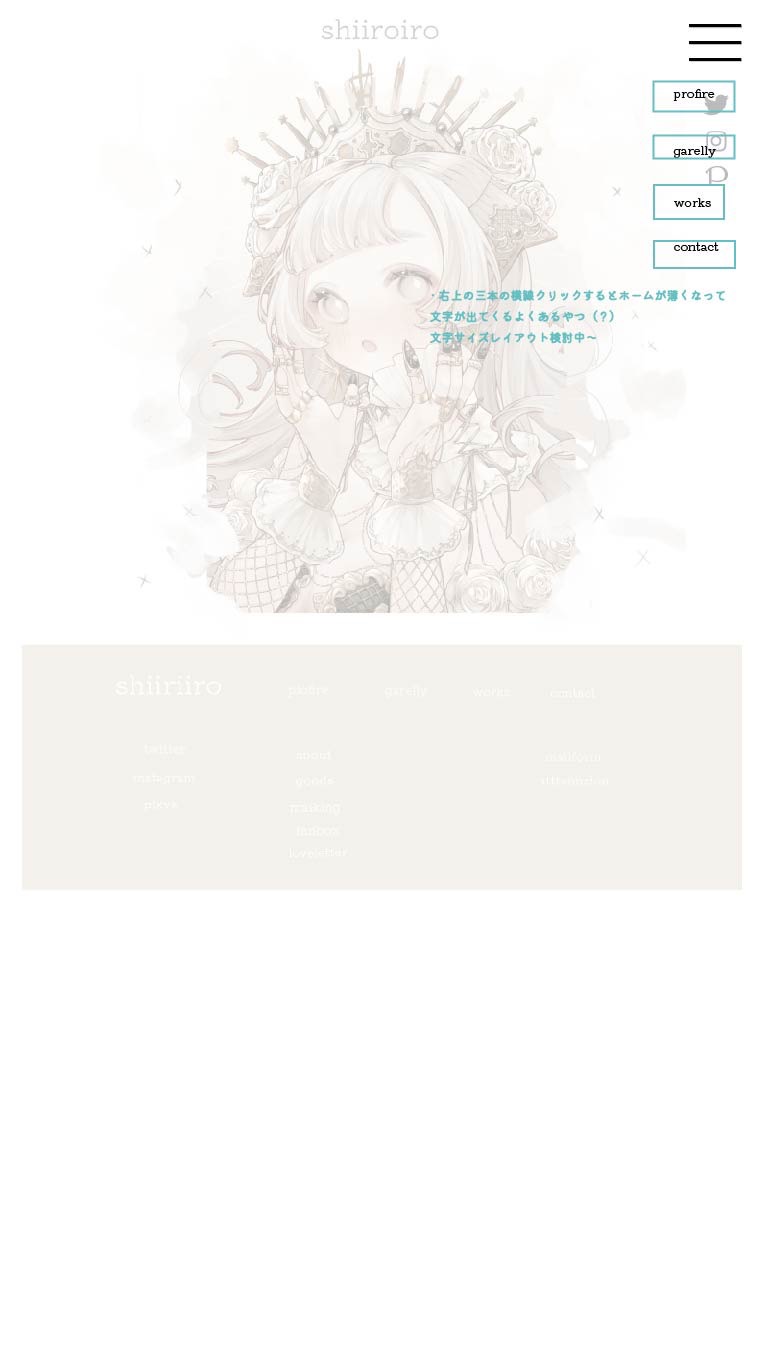 shiiroiro
profire
garelly
works
contact
・右上の三本の横線クリックするとホームが薄くなって
文字が出てくるよくあるやつ（？）
文字サイズレイアウト検討中〜
shiiriiro
profire garelly works contact
twitter
instagram
pixve
about
goods
making
fanbox
loveletter
mailform